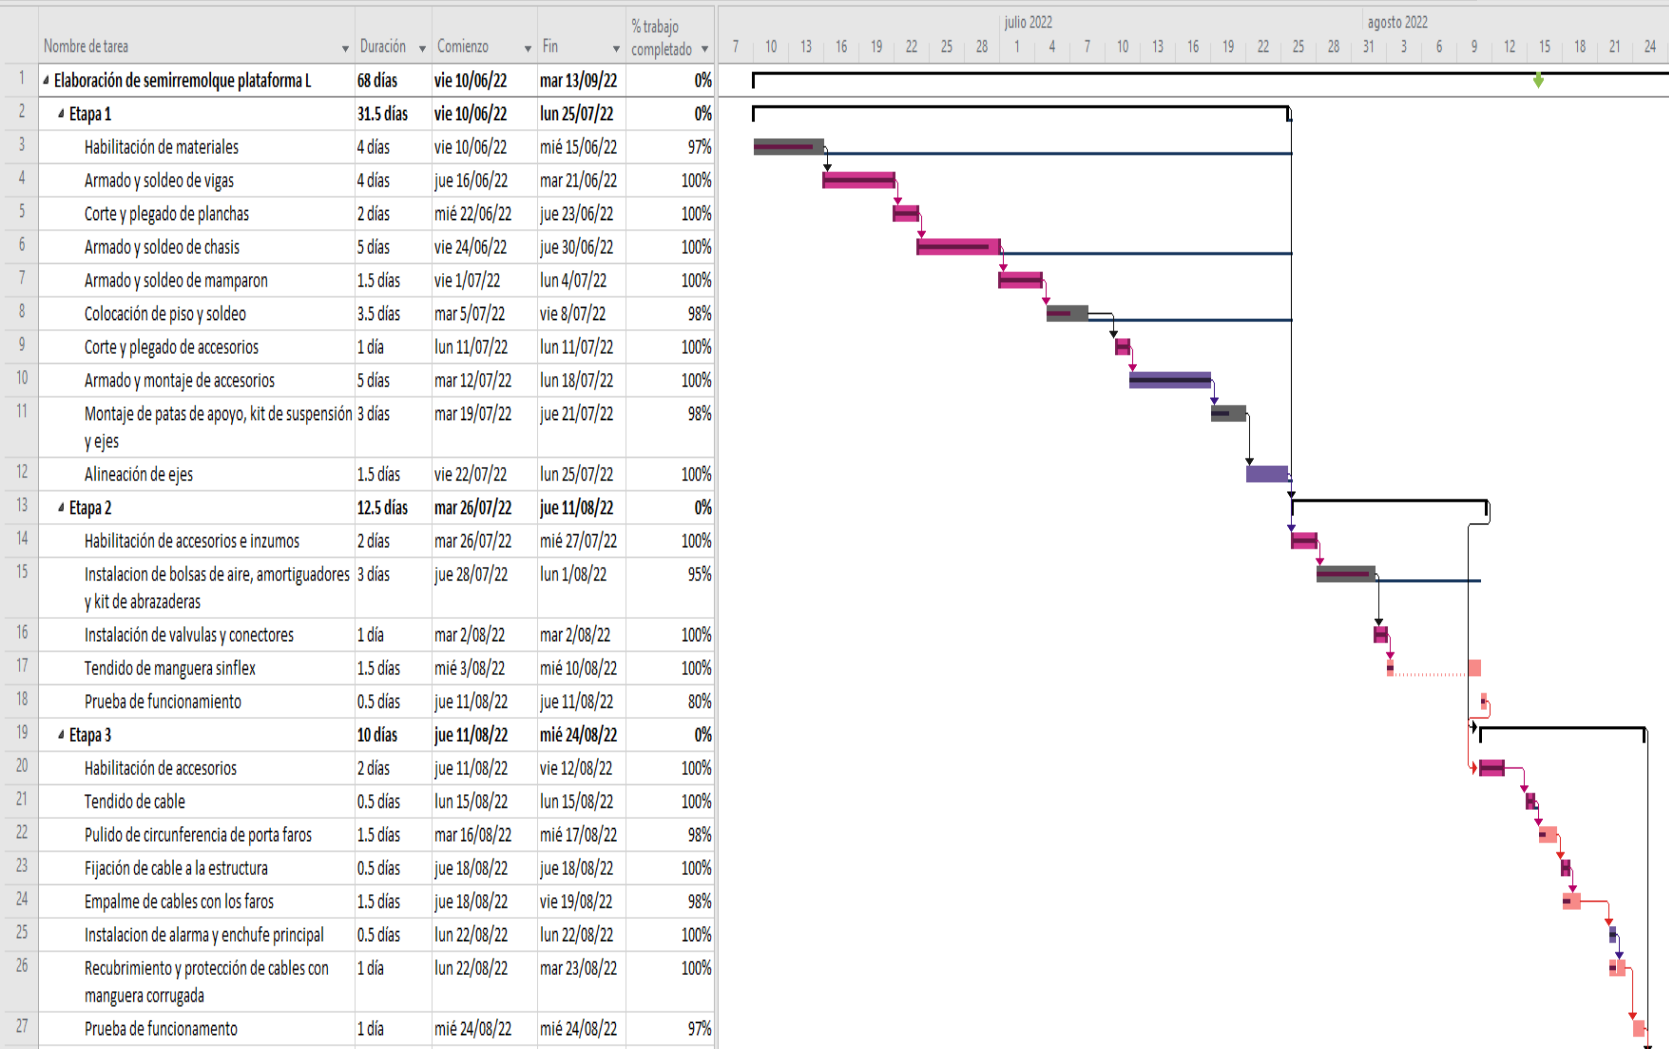 julio 2022 agosto 2022
% trabajo
Nombre de tarea Duración Comienzo Fin completado 7 10 13 16 19 22 25 28 1 4 7 10 13 16 19 22 25 28 31 3 6 9 12 15 18 21 24
1 Elaboración de semirremolque plataforma L 68 días vie 10/06/22 mar 13/09/22 0%
2 Etapa 1 31.5 días vie 10/06/22 lun 25/07/22 0%
3 Habilitación de materiales 4 días vie 10/06/22 mié 15/06/22 97%
4 Armado y soldeo de vigas 4 días jue 16/06/22 mar 21/06/22 100%
5 Corte y plegado de planchas 2 días mié 22/06/22 jue 23/06/22 100%
6 Armado y soldeo de chasis 5 días vie 24/06/22 jue 30/06/22 100%
7 Armado y soldeo de mamparon 1.5 días vie 1/07/22 lun 4/07/22 100%
8 Colocación de piso y soldeo 3.5 días mar 5/07/22 vie 8/07/22 98%
9 Corte y plegado de accesorios 1 día lun 11/07/22 lun 11/07/22 100%
10 Armado y montaje de accesorios 5 días mar 12/07/22 lun 18/07/22 100%
11 Montaje de patas de apoyo, kit de suspensión 3 días mar 19/07/22 jue 21/07/22 98%
y ejes
12 Alineación de ejes 1.5 días vie 22/07/22 lun 25/07/22 100%
13 Etapa 2 12.5 días mar 26/07/22 jue 11/08/22 0%
14 Habilitación de accesorios e inzumos 2 días mar 26/07/22 mié 27/07/22 100%
15 Instalacion de bolsas de aire, amortiguadores 3 días jue 28/07/22 lun 1/08/22 95%
y kit de abrazaderas
16 Instalación de valvulas y conectores 1 día mar 2/08/22 mar 2/08/22 100%
17 Tendido de manguera sinflex 1.5 días mié 3/08/22 mié 10/08/22 100%
18 Prueba de funcionamiento 0.5 días jue 11/08/22 jue 11/08/22 80%
19 Etapa 3 10 días jue 11/08/22 mié 24/08/22 0%
20 Habilitación de accesorios 2 días jue 11/08/22 vie 12/08/22 100%
21 Tendido de cable 0.5 días lun 15/08/22 lun 15/08/22 100%
22 Pulido de circunferencia de porta faros 1.5 días mar 16/08/22 mié 17/08/22 98%
23 Fijación de cable a la estructura 0.5 días jue 18/08/22 jue 18/08/22 100%
24 Empalme de cables con los faros 1.5 días jue 18/08/22 vie 19/08/22 98%
25 Instalacion de alarma y enchufe principal 0.5 días lun 22/08/22 lun 22/08/22 100%
26 Recubrimiento y protección de cables con 1 día lun 22/08/22 mar 23/08/22 100%
manguera corrugada
27 Prueba de funcionamento 1 día mié 24/08/22 mié 24/08/22 97%